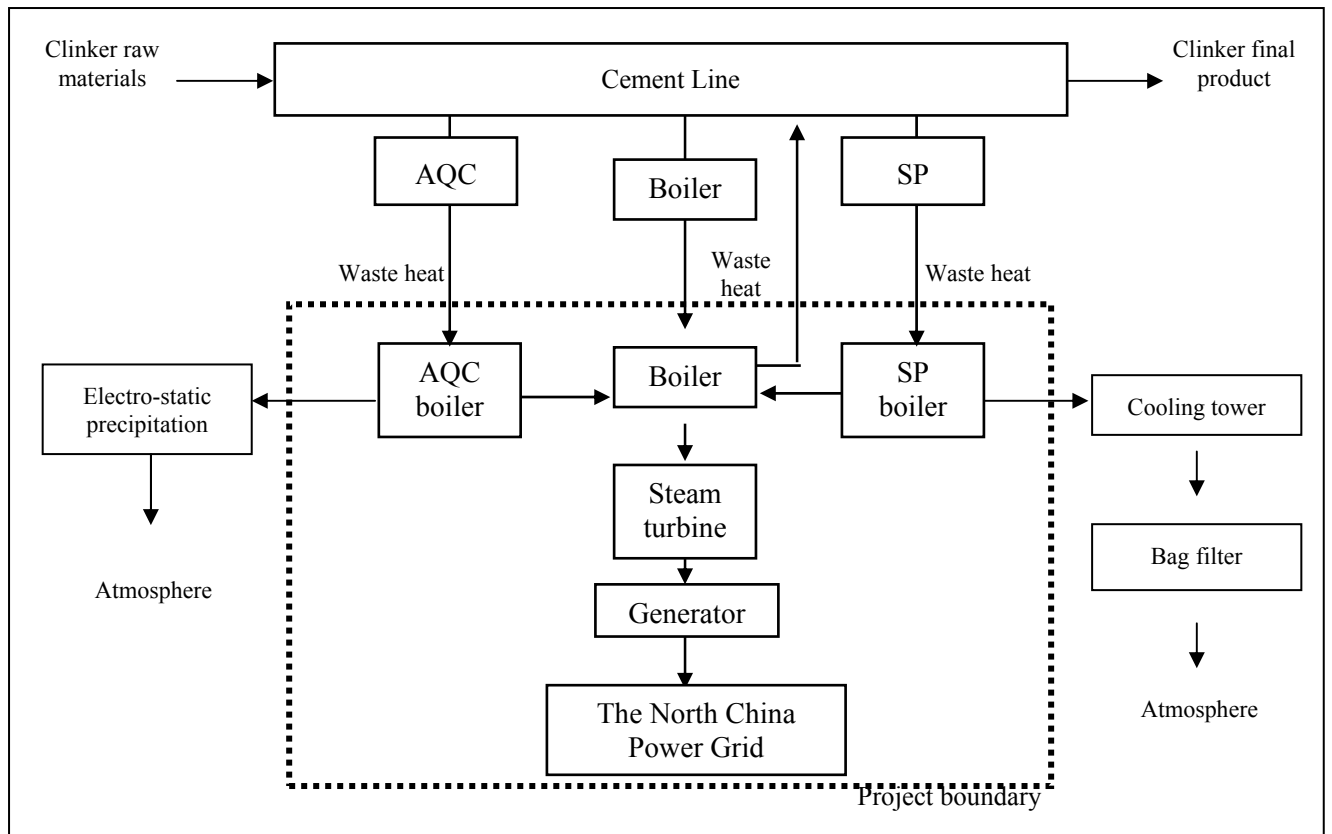 Clinker raw
materials
Cement Line
Clinker final
product
AQC
Boiler
SP
Waste heat
Waste
heat
Waste heat
Electro-static
precipitation
AQC
boiler
Boiler
SP
boiler
Cooling tower
Steam
turbine
Bag filter
Atmosphere
Generator
The North China
Power Grid
Atmosphere
Project boundary